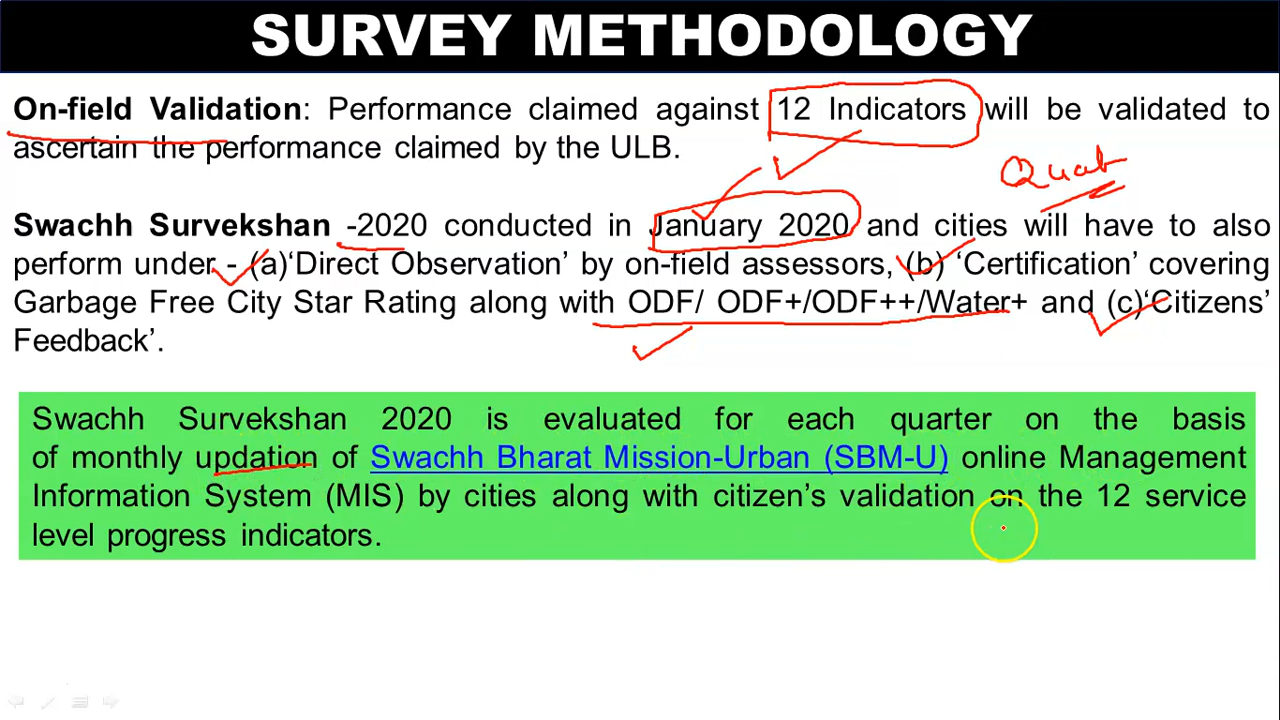 SURVEY METHODOLOGY
On-field Validation: Performance claimed against 12 Indicators will be validated to
ascertain the performance claimed by the ULB.
Swachh Survekshan -2020 conducted in January 2020 and cities will have to also
perform under - (a)‘Direct Observation’ by on-field assessors, (b) ‘Certification’ covering
Garbage Free City Star Rating along with ODF/ ODF+/ODF++/Water+ and (c)‘Citizens’
Feedback’.
Swachh Survekshan 2020 is evaluated for each quarter on the basis
of monthly updation of Swachh Bharat Mission-Urban (SBM-U) online Management
Information System (MIS) by cities along with citizen’s validation on the 12 service
level progress indicators.